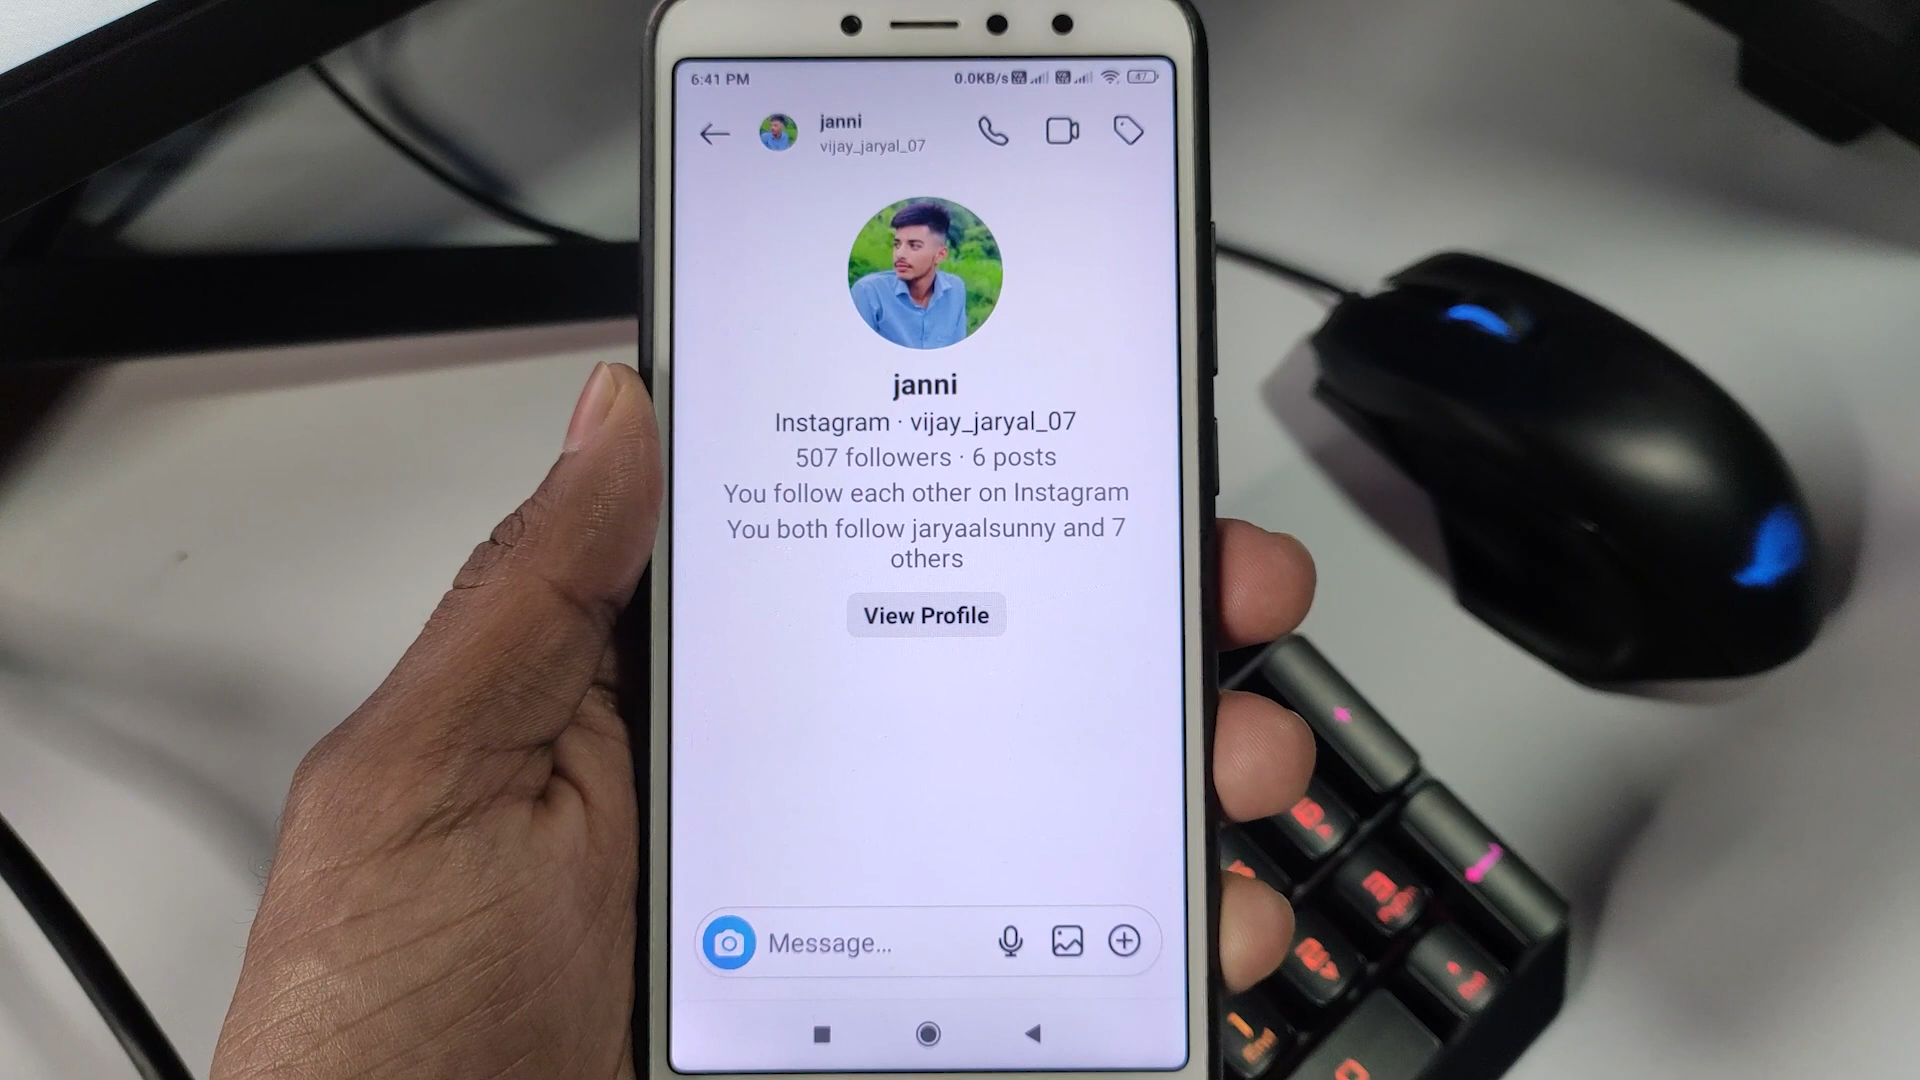 6:41 PM
0.0KB/s
47
janni
vijay_jaryal_07
janni
Instagram · vijay_jaryal_07
507 followers · 6 posts
You follow each other on Instagram
You both follow jaryaalsunny and 7
others
View Profile
Message...